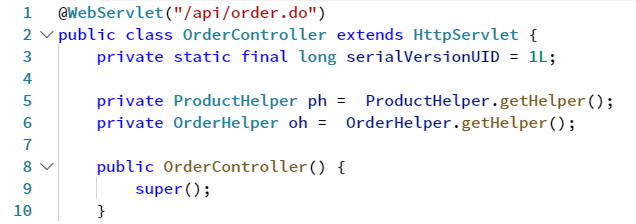 1 @WebServlet("/api/order.do")
2 public class OrderController extends HttpServlet {
3     private static final long serialVersionUID = 1L;
4
5     private ProductHelper ph =  ProductHelper.getHelper();
6     private OrderHelper oh =  OrderHelper.getHelper();
7
8     public OrderController() {
9         super();
10     }